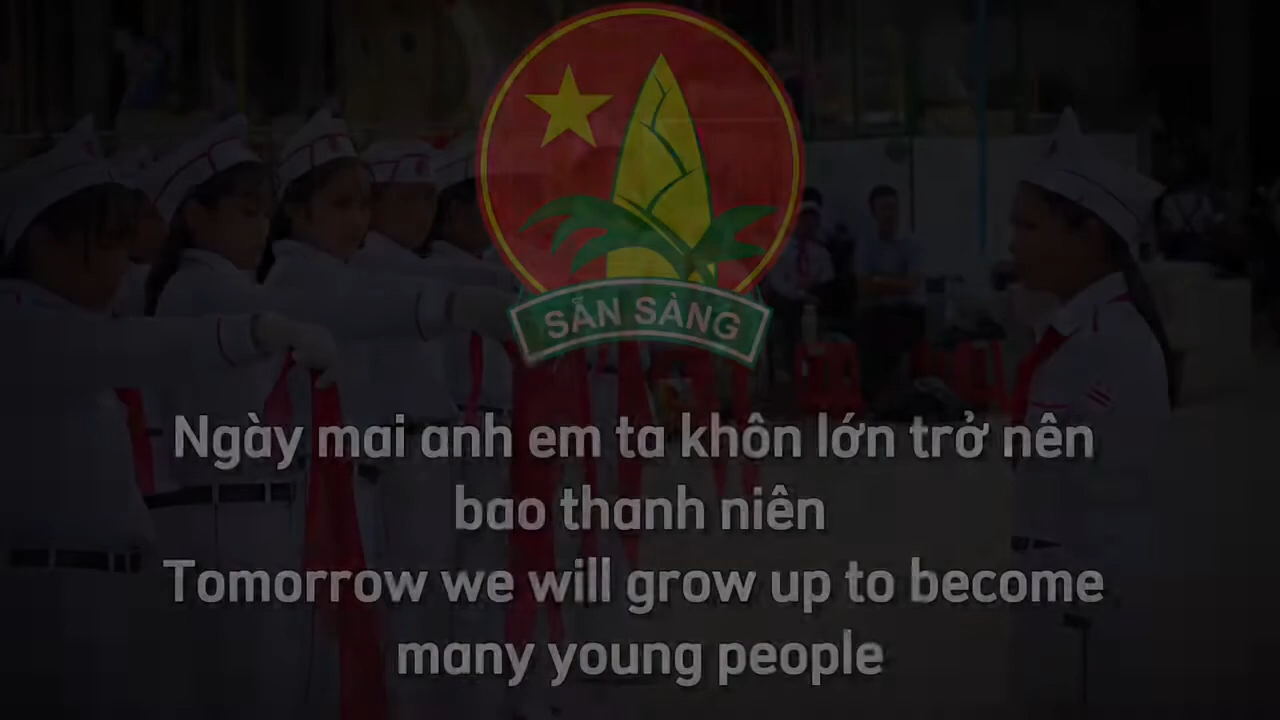 SẴN SÀNG
Ngày mai anh em ta khôn lớn trở nên
bao thanh niên
Tomorrow we will grow up to become
many young people